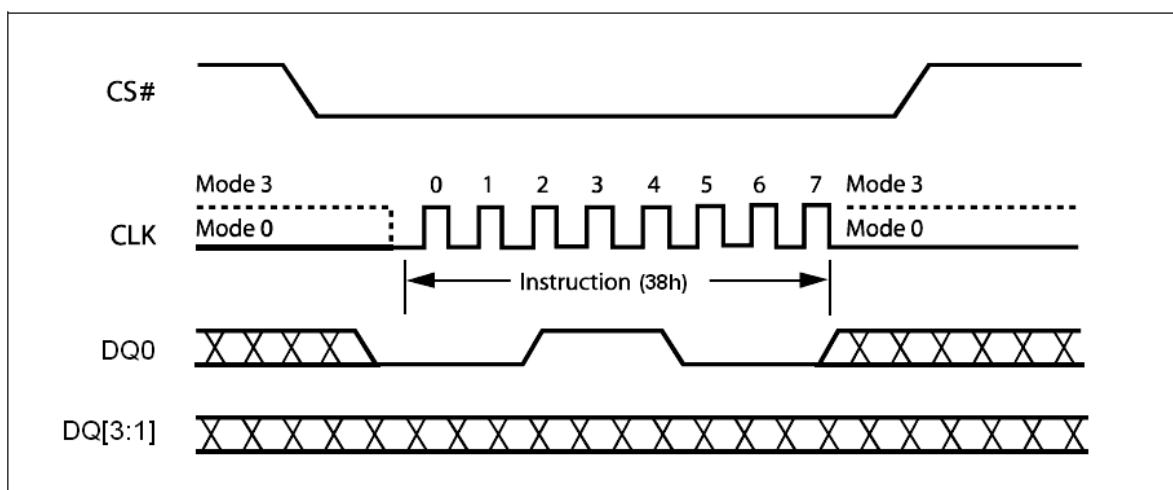 CS#
Mode 3 0 1 2 3 4 5 6 7 Mode 3
CLK Mode 0 Mode 0
Instruction (38h)
DQ0
DQ[3:1]